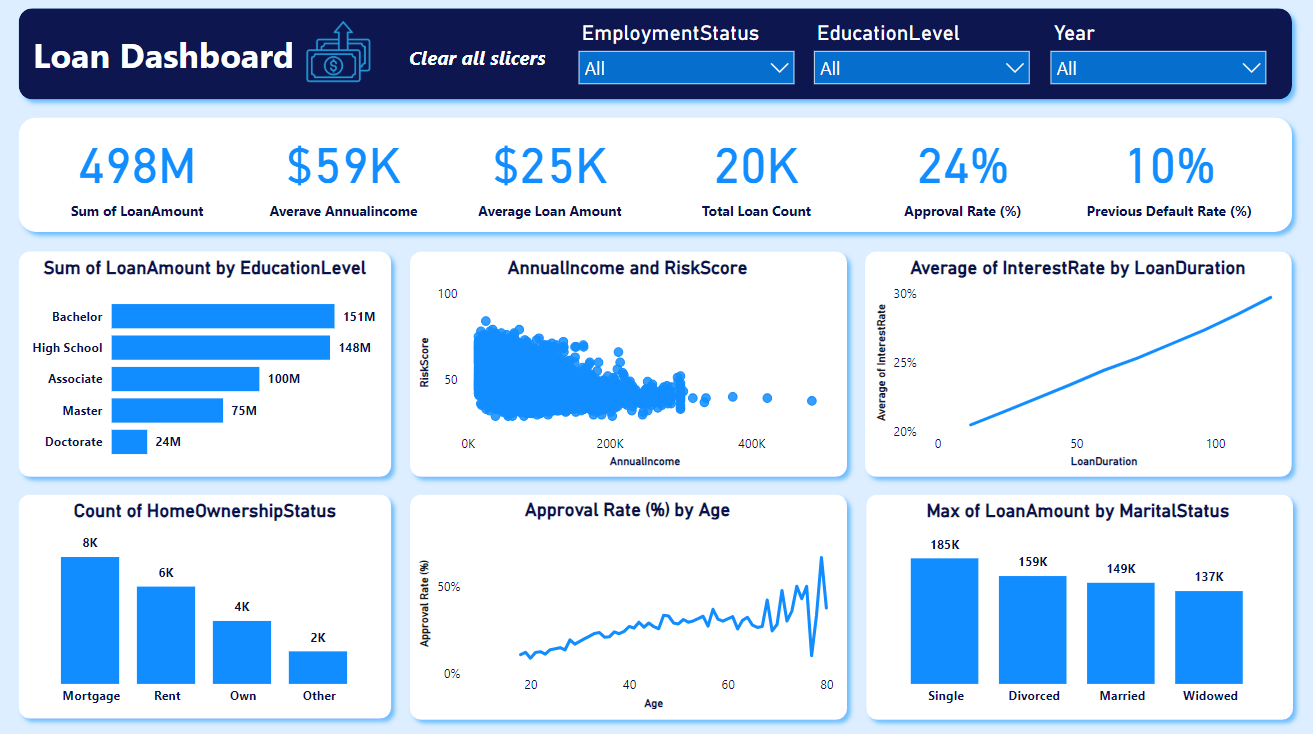 Loan Dashboard
Clear all slicers
EmploymentStatus
All
EducationLevel
All
Year
All
498M
Sum of LoanAmount
$59K
Averave Annualincome
$25K
Average Loan Amount
20K
Total Loan Count
24%
Approval Rate (%)
10%
Previous Default Rate (%)
Sum of LoanAmount by EducationLevel
Bachelor 151M
High School 148M
Associate 100M
Master 75M
Doctorate 24M
AnnualIncome and RiskScore
RiskScore
100
50
0K 200K 400K
AnnualIncome
Average of InterestRate by LoanDuration
Average of InterestRate
30%
25%
20%
0 50 100
LoanDuration
Count of HomeOwnershipStatus
8K
6K
4K
2K
Mortgage Rent Own Other
Approval Rate (%) by Age
Approval Rate (%)
50%
0%
20 40 60 80
Age
Max of LoanAmount by MaritalStatus
185K
159K
149K
137K
Single Divorced Married Widowed